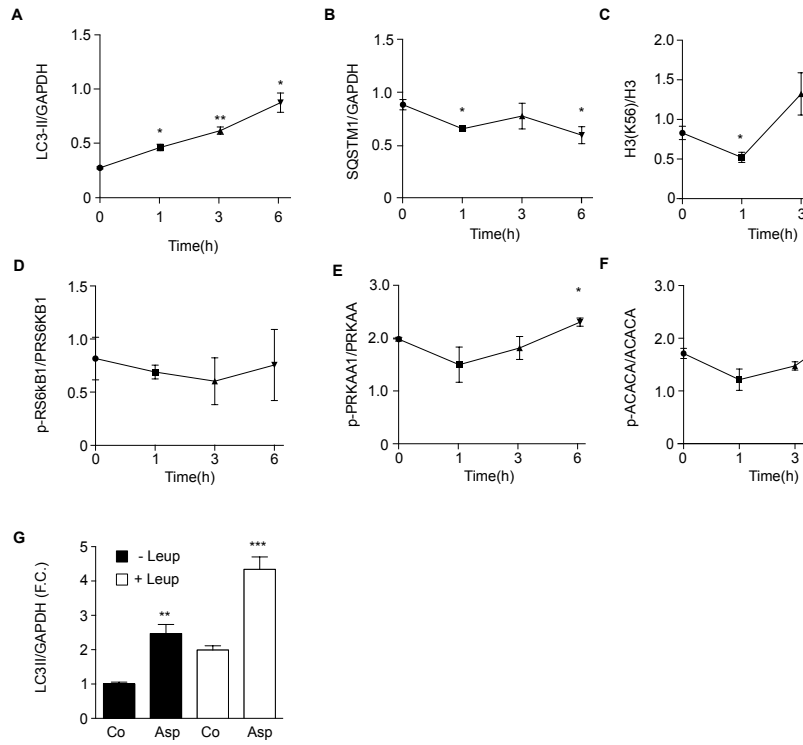 A
LC3-II/GAPDH
1.5
1.0
0.5
0
*
**
*
0 1 3 6
Time(h)
B
SQSTM1/GAPDH
1.5
1.0
0.5
0
*
*
0 1 3 6
Time(h)
C
H3(K56)/H3
2.0
1.5
1.0
0.5
0
*
0 1 3
Time(h)
D
p-RS6kB1/PRS6KB1
1.5
1.0
0.5
0
0 1 3 6
Time(h)
E
p-PRKAA1/PRKAA
3.0
2.0
1.0
0
*
0 1 3 6
Time(h)
F
p-ACACA/ACACA
3.0
2.0
1.0
0
0 1 3
Time(h)
G
LC3II/GAPDH (F.C.)
5
4
3
2
1
0
- Leup
+ Leup
**
***
Co Asp Co Asp